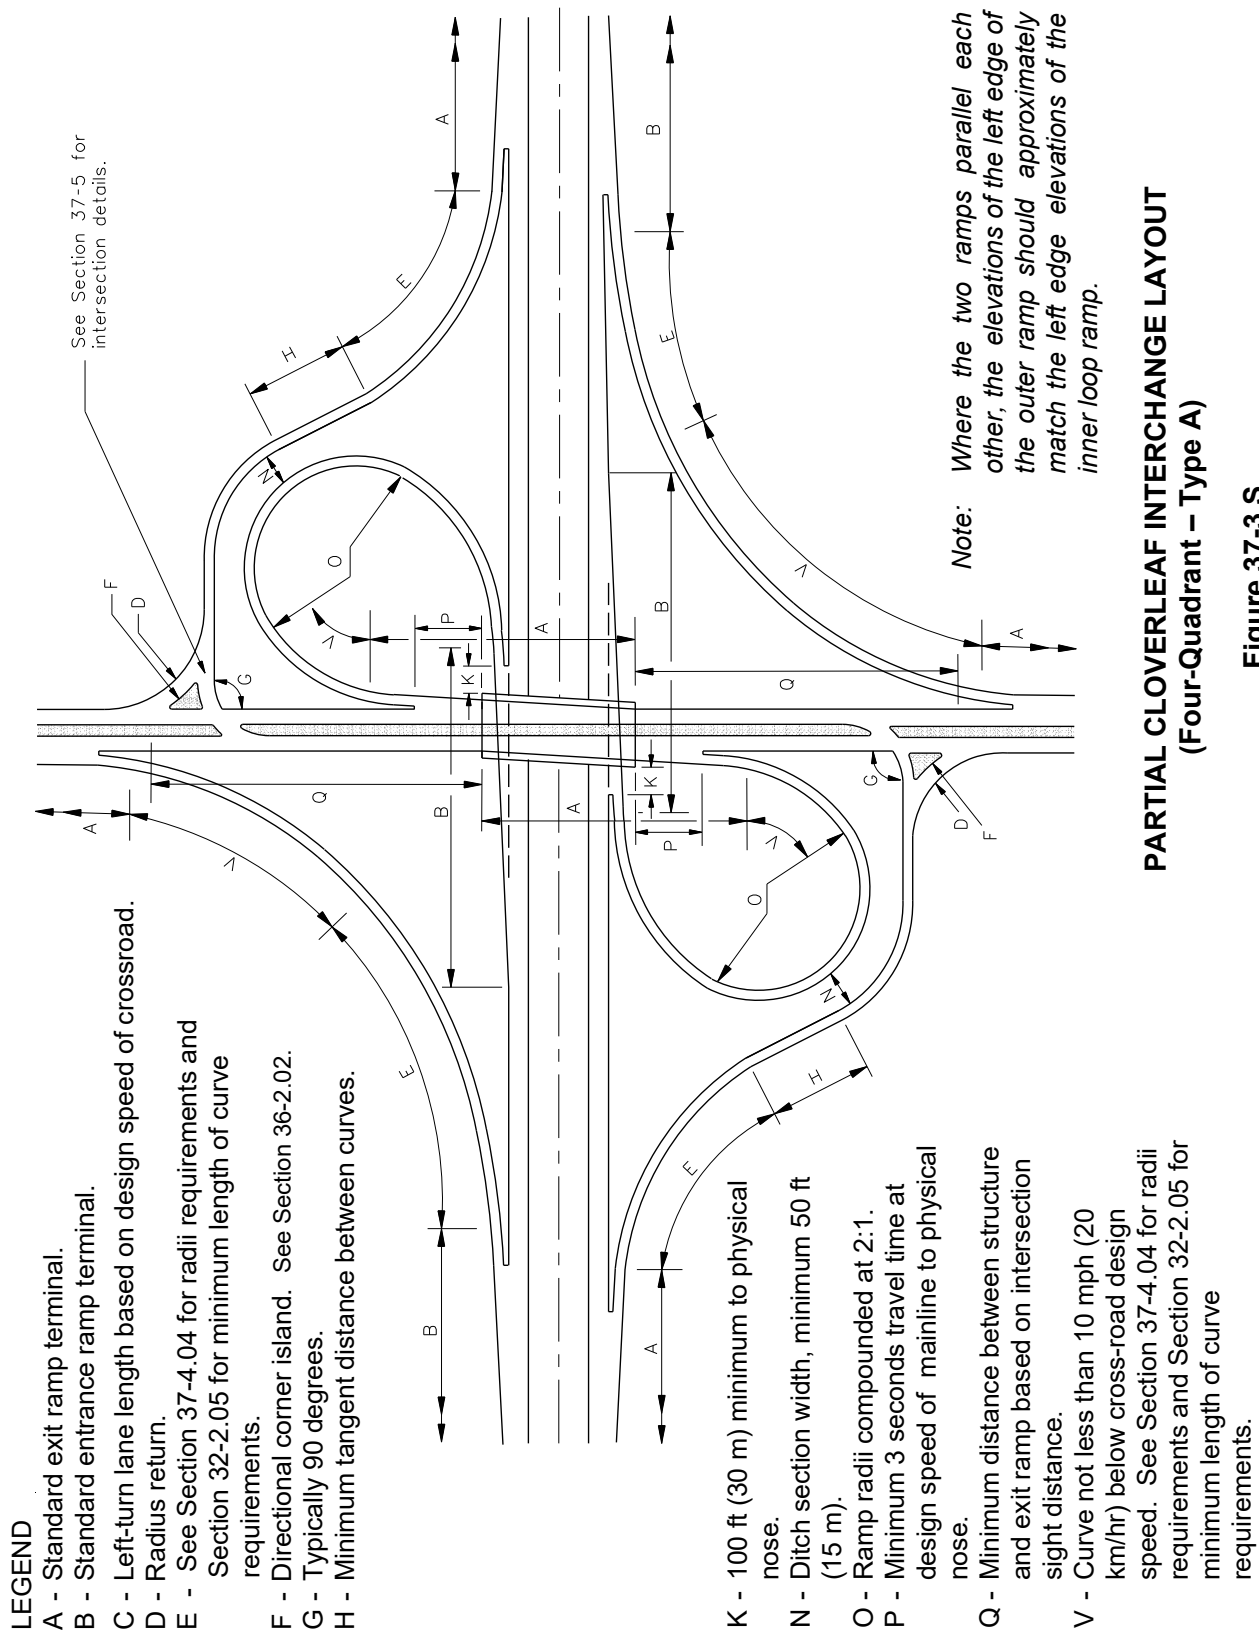 LEGEND
A - Standard exit ramp terminal.
B - Standard entrance ramp terminal.
C - Left-turn lane length based on design speed of crossroad.
D - Radius return.
E - See Section 37-4.04 for radii requirements and
Section 32-2.05 for minimum length of curve
requirements.
F - Directional corner island. See Section 36-2.02.
G - Typically 90 degrees.
H - Minimum tangent distance between curves.
K - 100 ft (30 m) minimum to physical
nose.
N - Ditch section width, minimum 50 ft
(15 m).
O - Ramp radii compounded at 2:1.
P - Minimum 3 seconds travel time at
design speed of mainline to physical
nose.
Q - Minimum distance between structure
and exit ramp based on intersection
sight distance.
V - Curve not less than 10 mph (20
km/hr) below cross-road design
speed. See Section 37-4.04 for radii
requirements and Section 32-2.05 for
minimum length of curve
requirements.
See Section 37-5 for
intersection details.
F
D
G
A
V
E
B
Q
B
A
K
P
V
O
N
H
E
A
B
E
V
A
Q
B
K
A
P
V
O
N
H
E
A
G
D
F
Note: Where the two ramps parallel each
other, the elevations of the left edge of
the outer ramp should approximately
match the left edge elevations of the
inner loop ramp.
PARTIAL CLOVERLEAF INTERCHANGE LAYOUT
(Four-Quadrant – Type A)
Figure 37-3.S